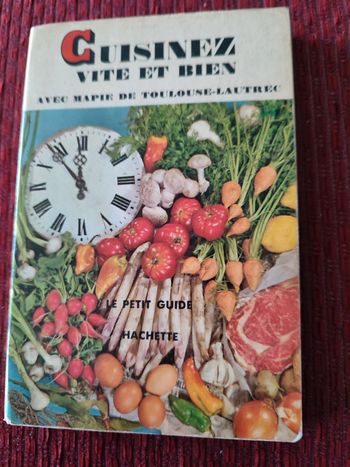 CUISINEZ
VITE ET BIEN
AVEC MAPIE DE TOULOUSE-LAUTREC
LE PETIT GUIDE
HACHETTE